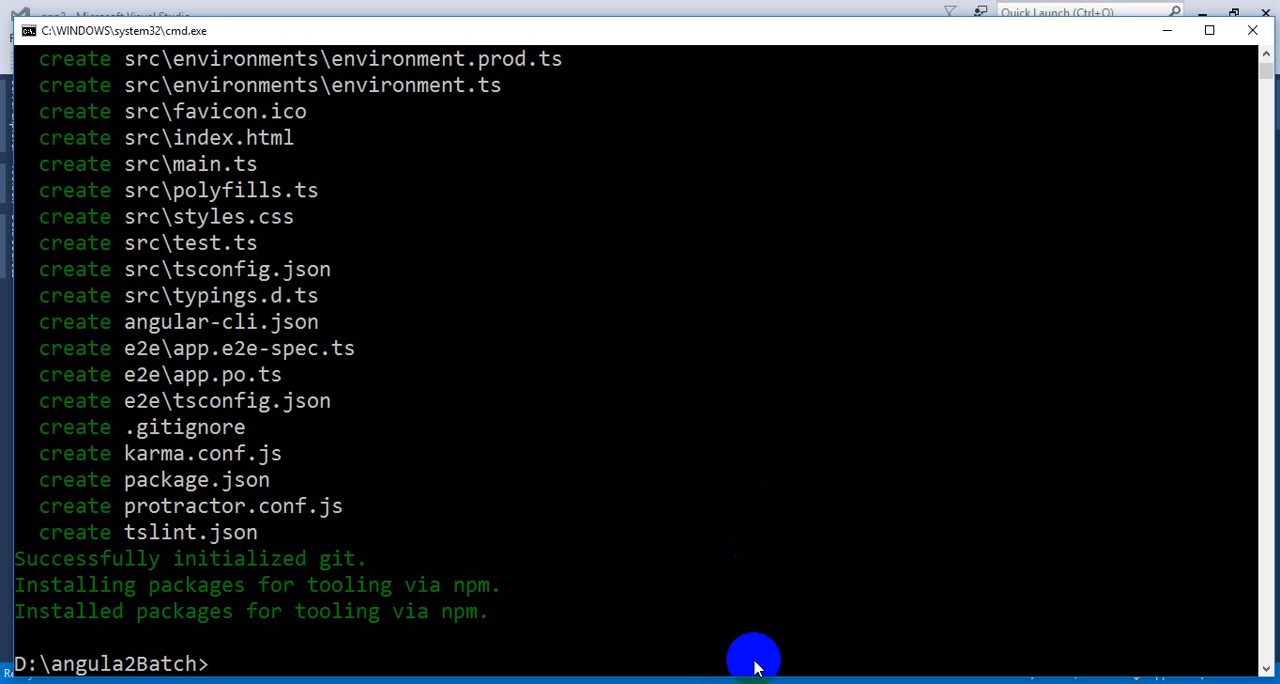 Quick Launch (Ctrl+Q)
C:\WINDOWS\system32\cmd.exe
create src\environments\environment.prod.ts
create src\environments\environment.ts
create src\favicon.ico
create src\index.html
create src\main.ts
create src\polyfills.ts
create src\styles.css
create src\test.ts
create src\tsconfig.json
create src\typings.d.ts
create angular-cli.json
create e2e\app.e2e-spec.ts
create e2e\app.po.ts
create e2e\tsconfig.json
create .gitignore
create karma.conf.js
create package.json
create protractor.conf.js
create tslint.json
Successfully initialized git.
Installing packages for tooling via npm.
Installed packages for tooling via npm.
D:\angula2Batch>